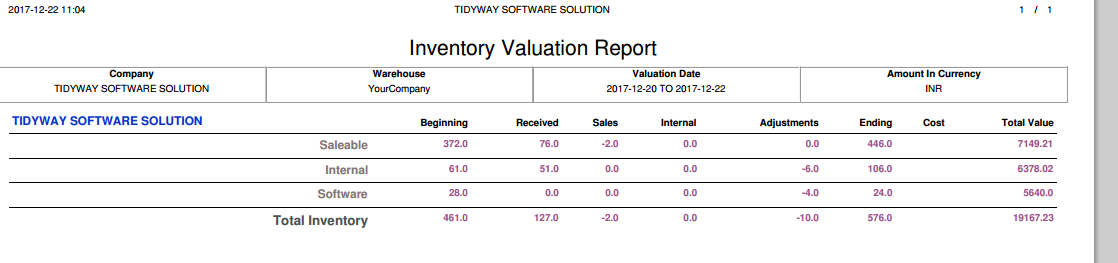 2017-12-22 11:04 TIDYWAY SOFTWARE SOLUTION 1 / 1
Inventory Valuation Report
Company Warehouse Valuation Date Amount In Currency
TIDYWAY SOFTWARE SOLUTION YourCompany 2017-12-20 TO 2017-12-22 INR
TIDYWAY SOFTWARE SOLUTION Beginning Received Sales Internal Adjustments Ending Cost Total Value
Saleable 372.0 76.0 -2.0 0.0 0.0 446.0 7149.21
Internal 61.0 51.0 0.0 0.0 -6.0 106.0 6378.02
Software 28.0 0.0 0.0 0.0 -4.0 24.0 5640.0
Total Inventory 461.0 127.0 -2.0 0.0 -10.0 576.0 19167.23